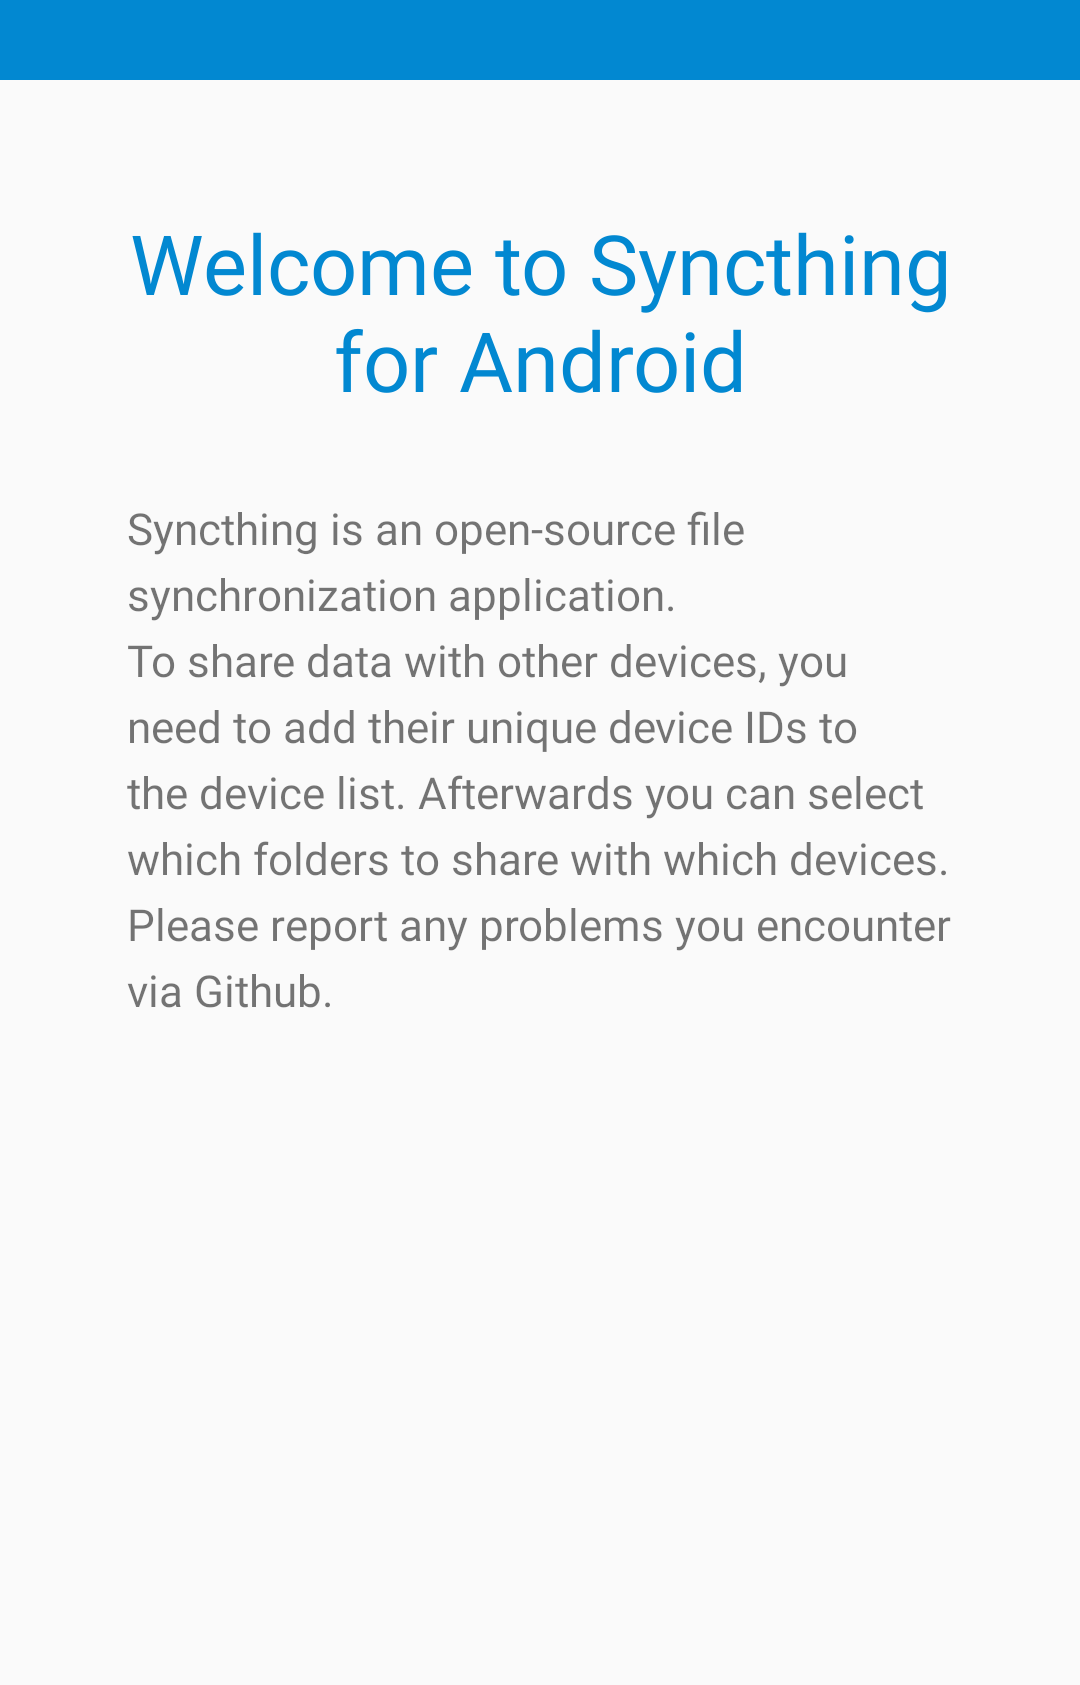 Welcome to Syncthing
for Android
Syncthing is an open-source file
synchronization application.
To share data with other devices, you
need to add their unique device IDs to
the device list. Afterwards you can select
which folders to share with which devices.
Please report any problems you encounter
via Github.